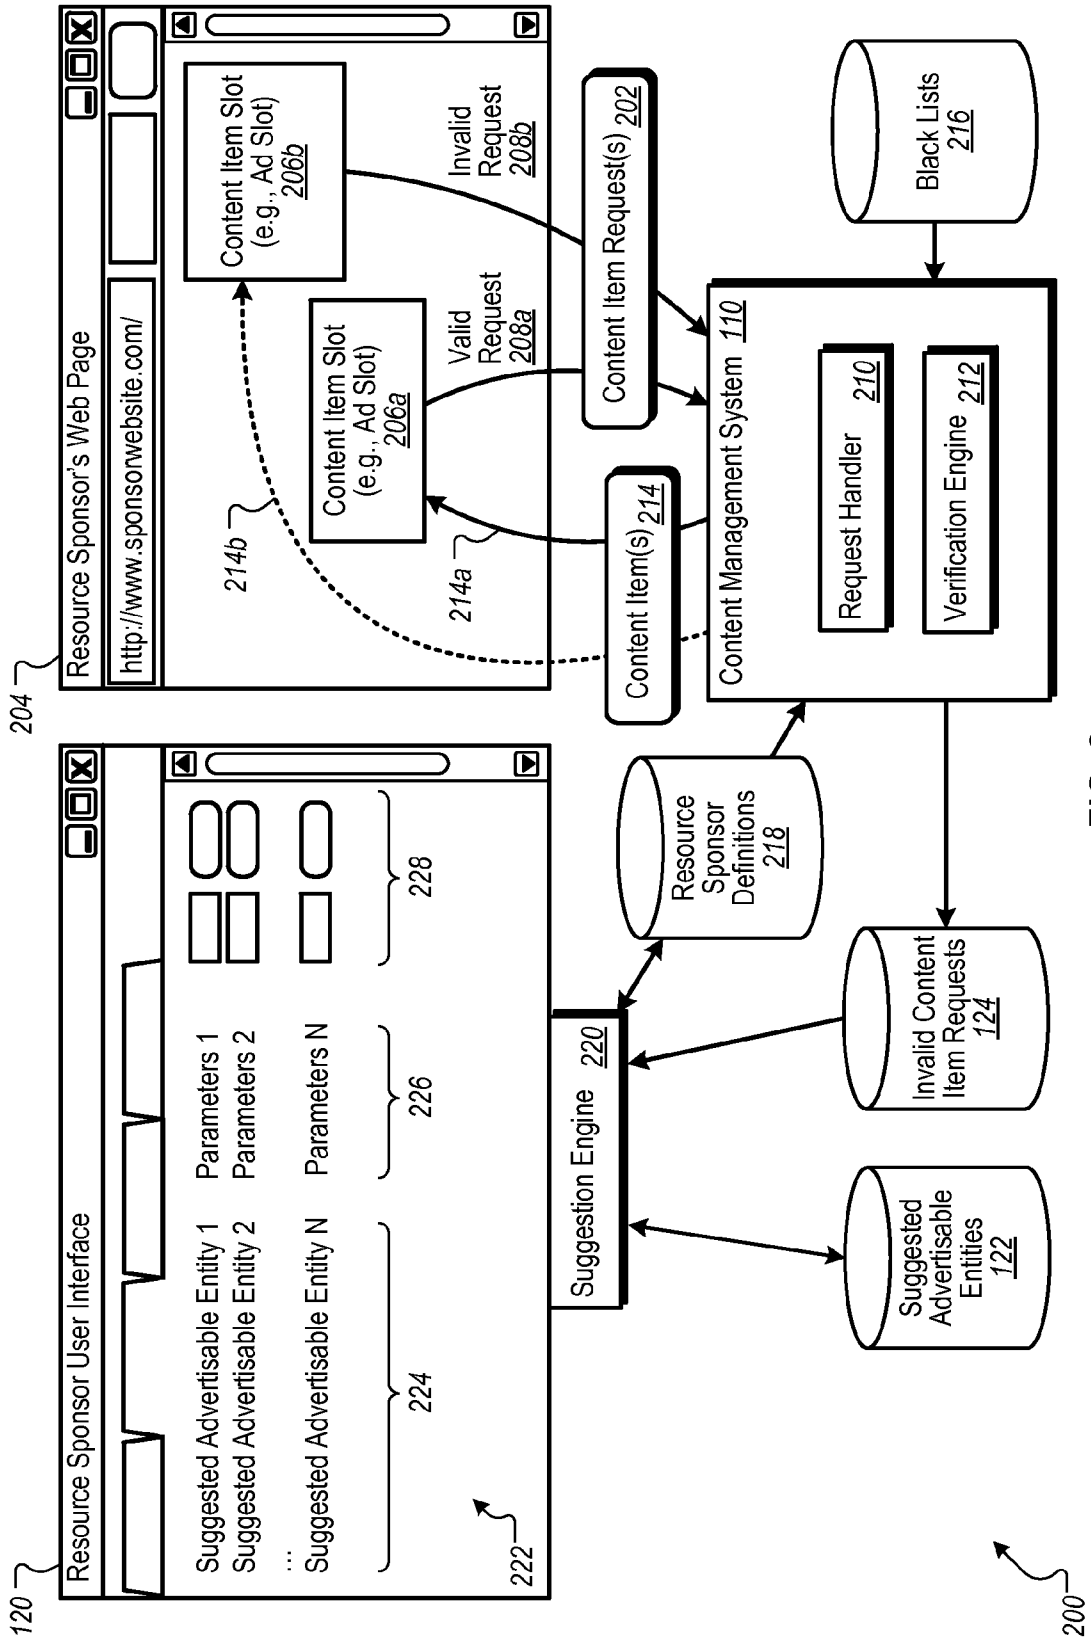 120
Resource Sponsor User Interface
Suggested Advertisable Entity 1
Parameters 1
Suggested Advertisable Entity 2
Parameters 2
...
Suggested Advertisable Entity N
Parameters N
224
226
228
222
204
Resource Sponsor's Web Page
http://www.sponsorwebsite.com/
Content Item Slot
(e.g., Ad Slot)
206b
214b
Content Item Slot
(e.g., Ad Slot)
206a
214a
Valid
Request
208a
Invalid
Request
208b
Content Item(s) 214
Content Item Request(s) 202
Suggestion Engine 220
Resource
Sponsor
Definitions
218
Content Management System 110
Request Handler 210
Verification Engine 212
Black Lists
216
Suggested
Advertisable
Entities
122
Invalid Content
Item Requests
124
200